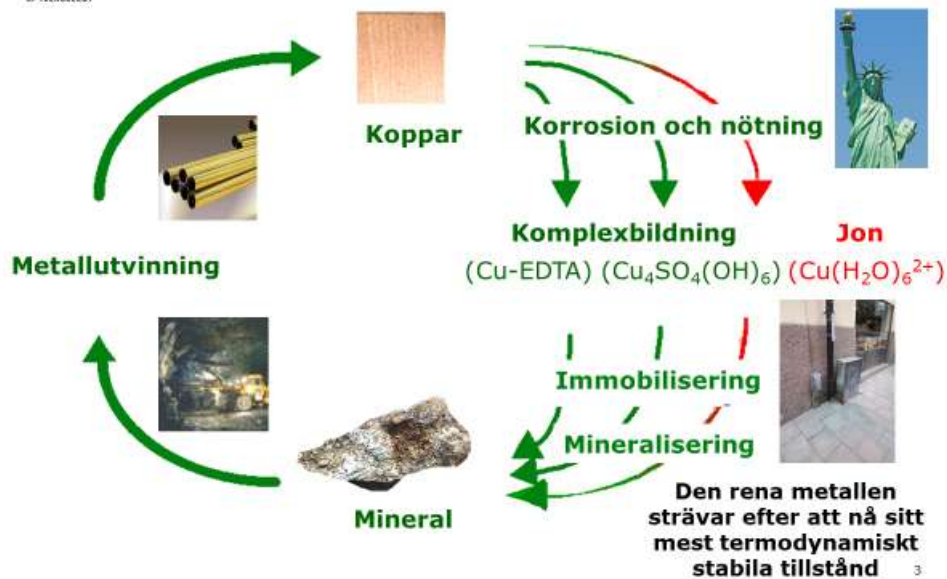 Koppar
Korrosion och nötning
Metallutvinning
Komplexbildning
Jon
(Cu-EDTA) (Cu₄SO₄(OH)₆) (Cu(H₂O)₆²⁺)
Immobilisering
Mineralisering
Mineral
Den rena metallen
strävar efter att nå sitt
mest termodynamiskt
stabila tillstånd
3